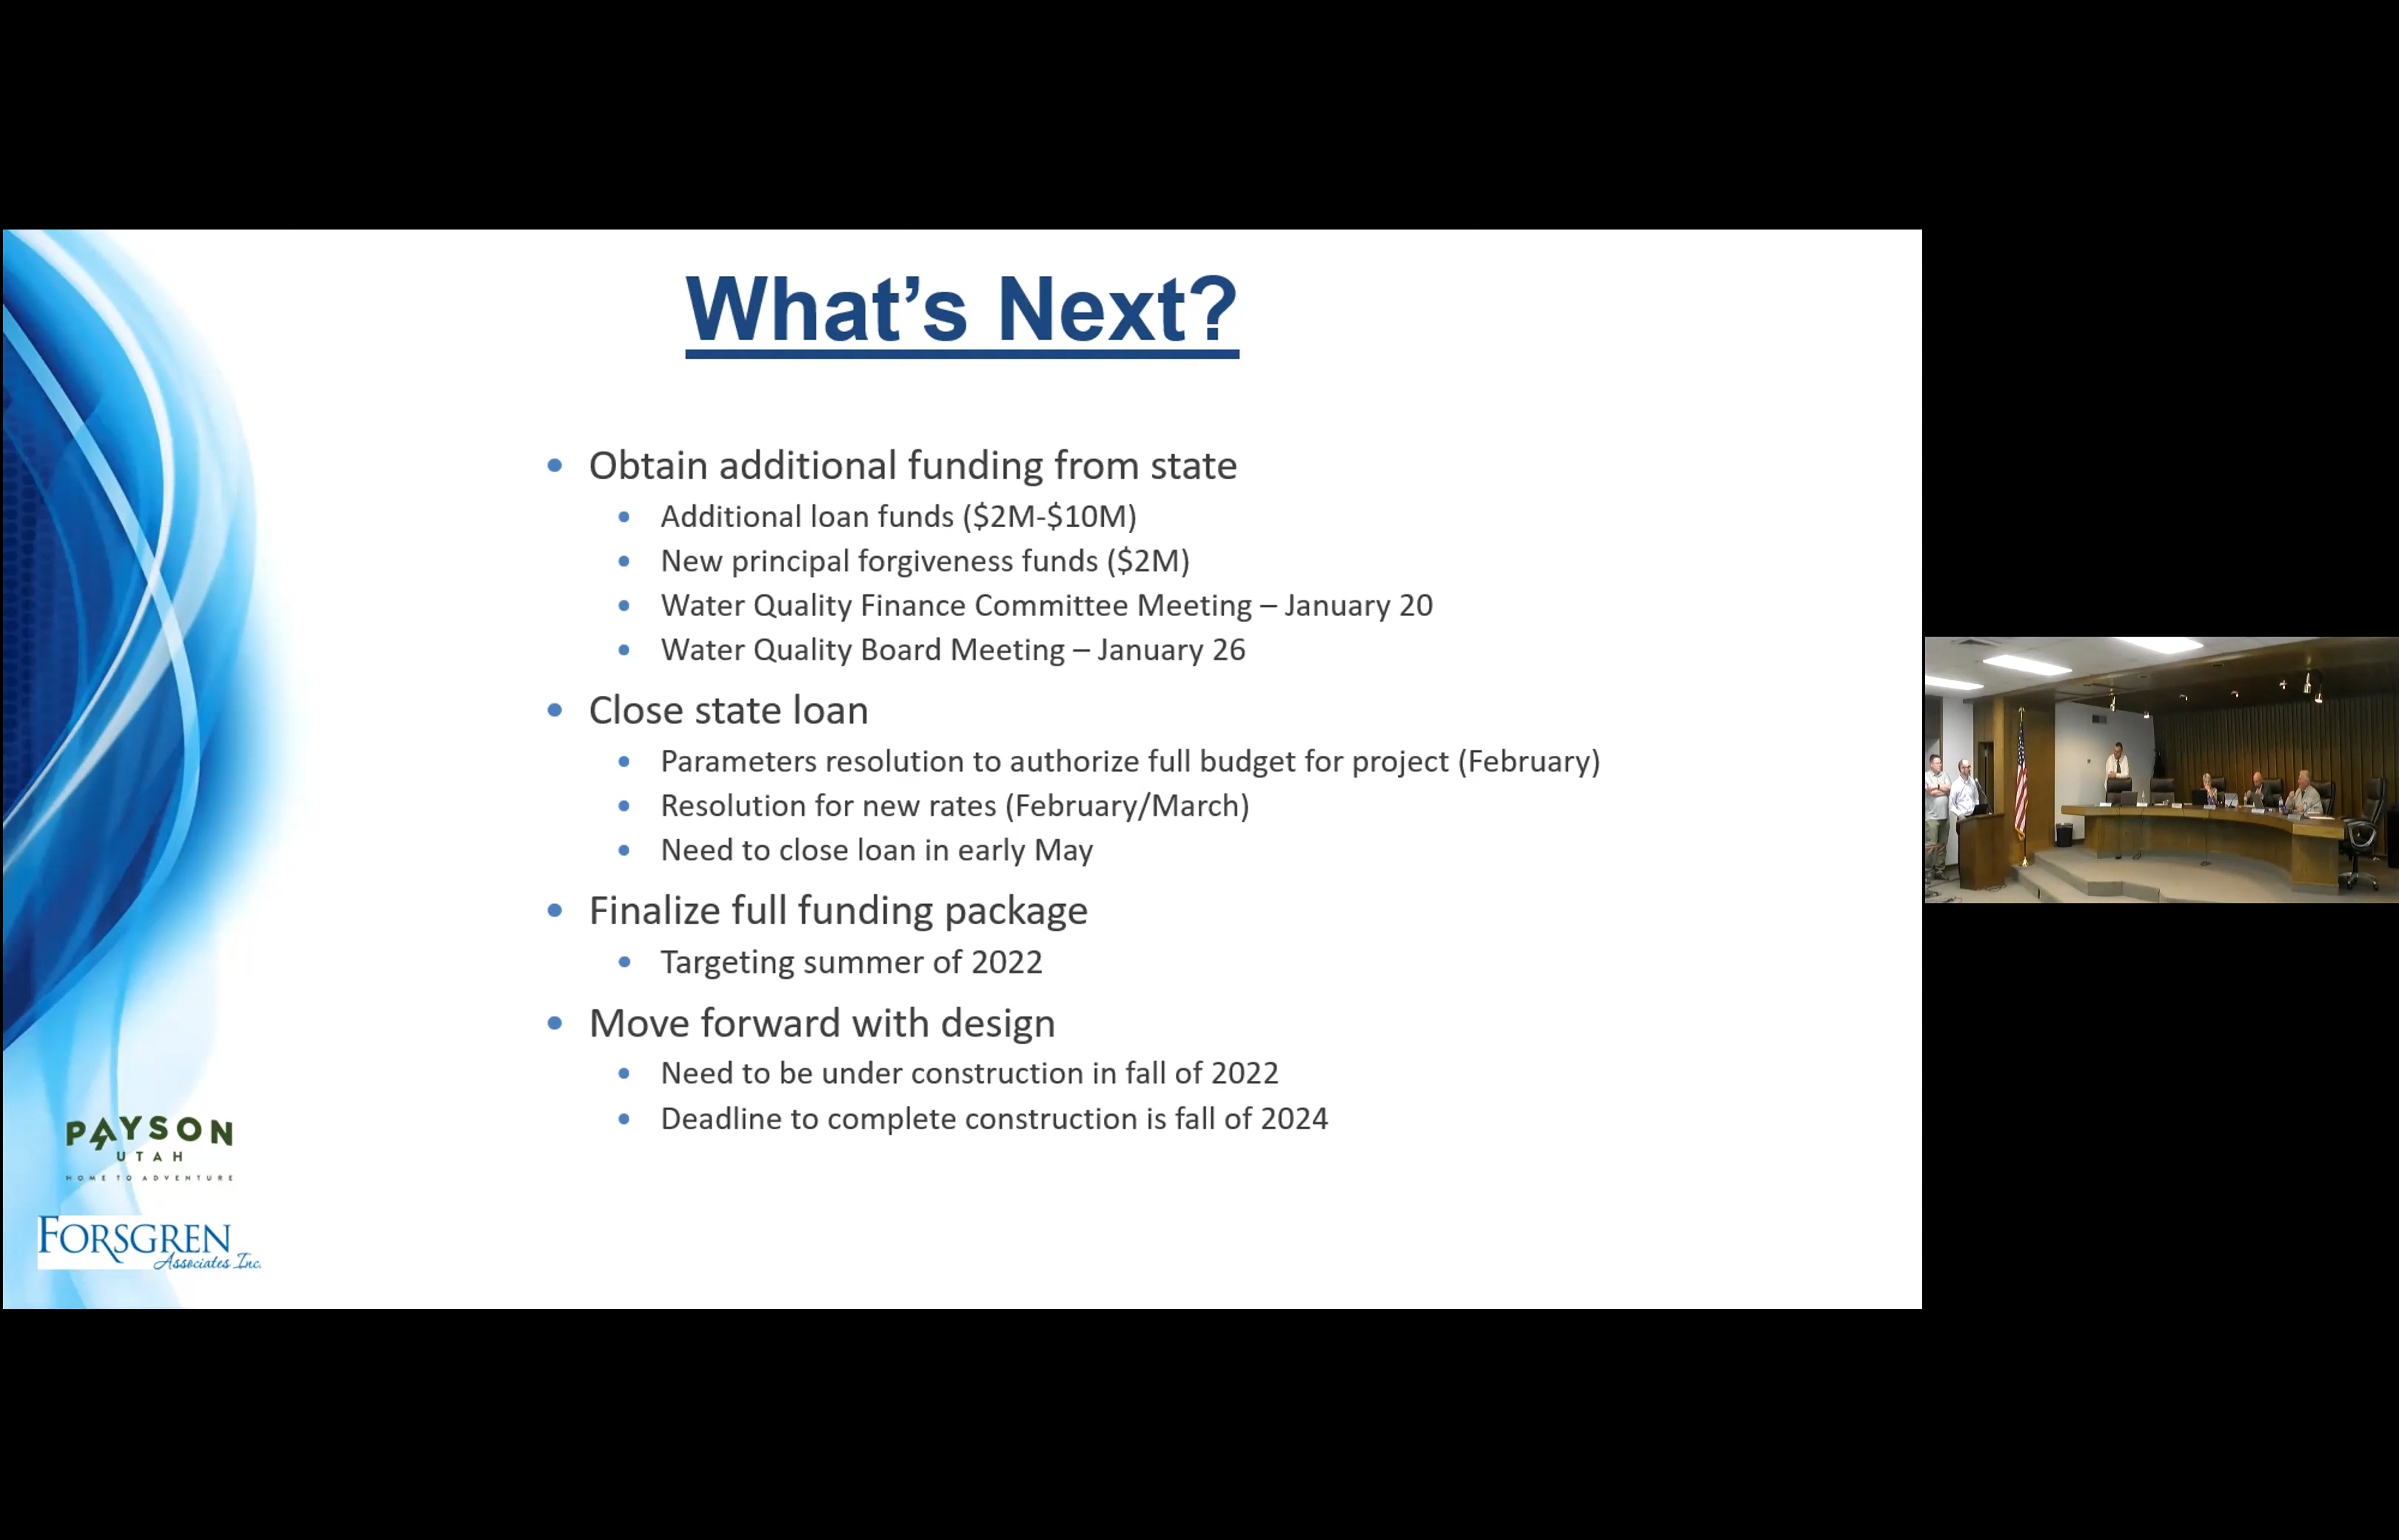 What's Next?
• Obtain additional funding from state
• Additional loan funds ($2M-$10M)
• New principal forgiveness funds ($2M)
• Water Quality Finance Committee Meeting – January 20
• Water Quality Board Meeting – January 26
• Close state loan
• Parameters resolution to authorize full budget for project (February)
• Resolution for new rates (February/March)
• Need to close loan in early May
• Finalize full funding package
• Targeting summer of 2022
• Move forward with design
• Need to be under construction in fall of 2022
• Deadline to complete construction is fall of 2024
PAYSON
UTAH
HOME TO ADVENTURE
FORSGREN
Associates Inc.